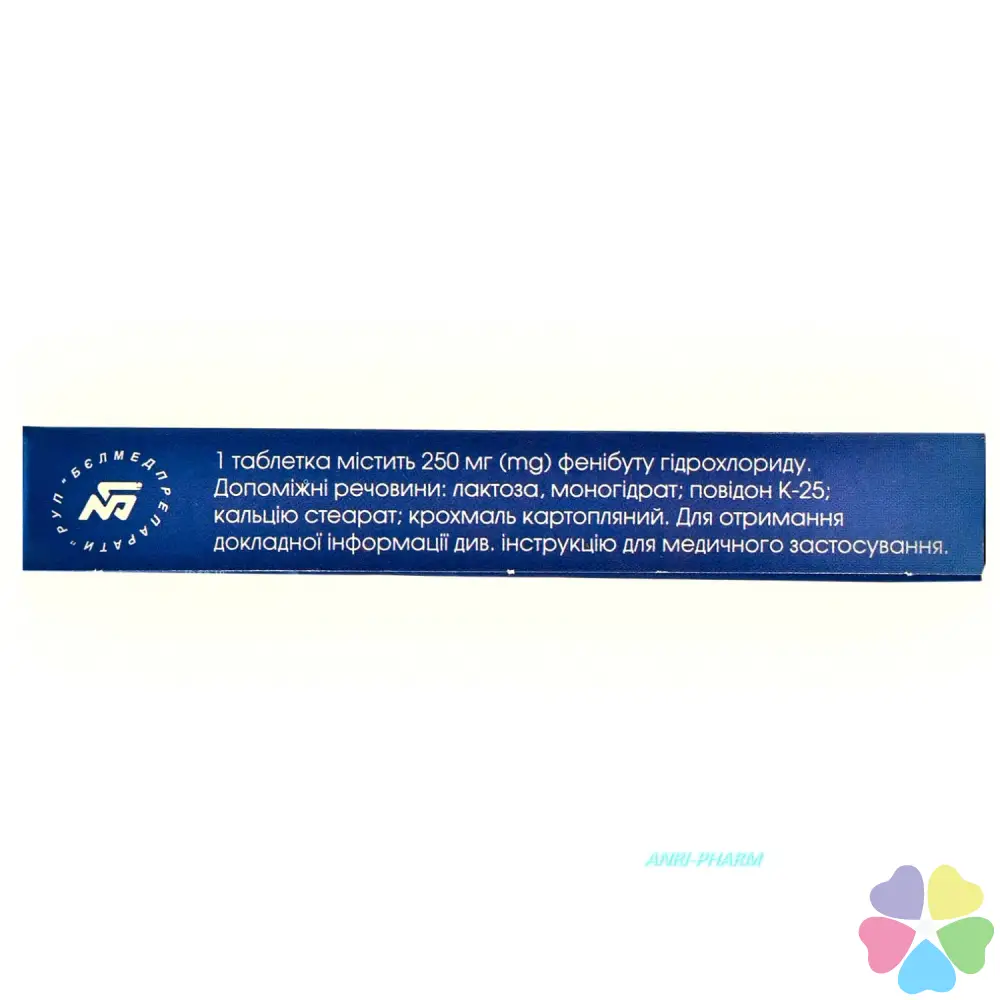 РУП "БЄЛМЕДПРЕПАРАТИ"
1 таблетка містить 250 мг (mg) фенібуту гідрохлориду.
Допоміжні речовини: лактоза, моногідрат; повідон К-25;
кальцію стеарат; крохмаль картопляний. Для отримання
докладної інформації див. інструкцію для медичного застосування.
ANRI-PHARM